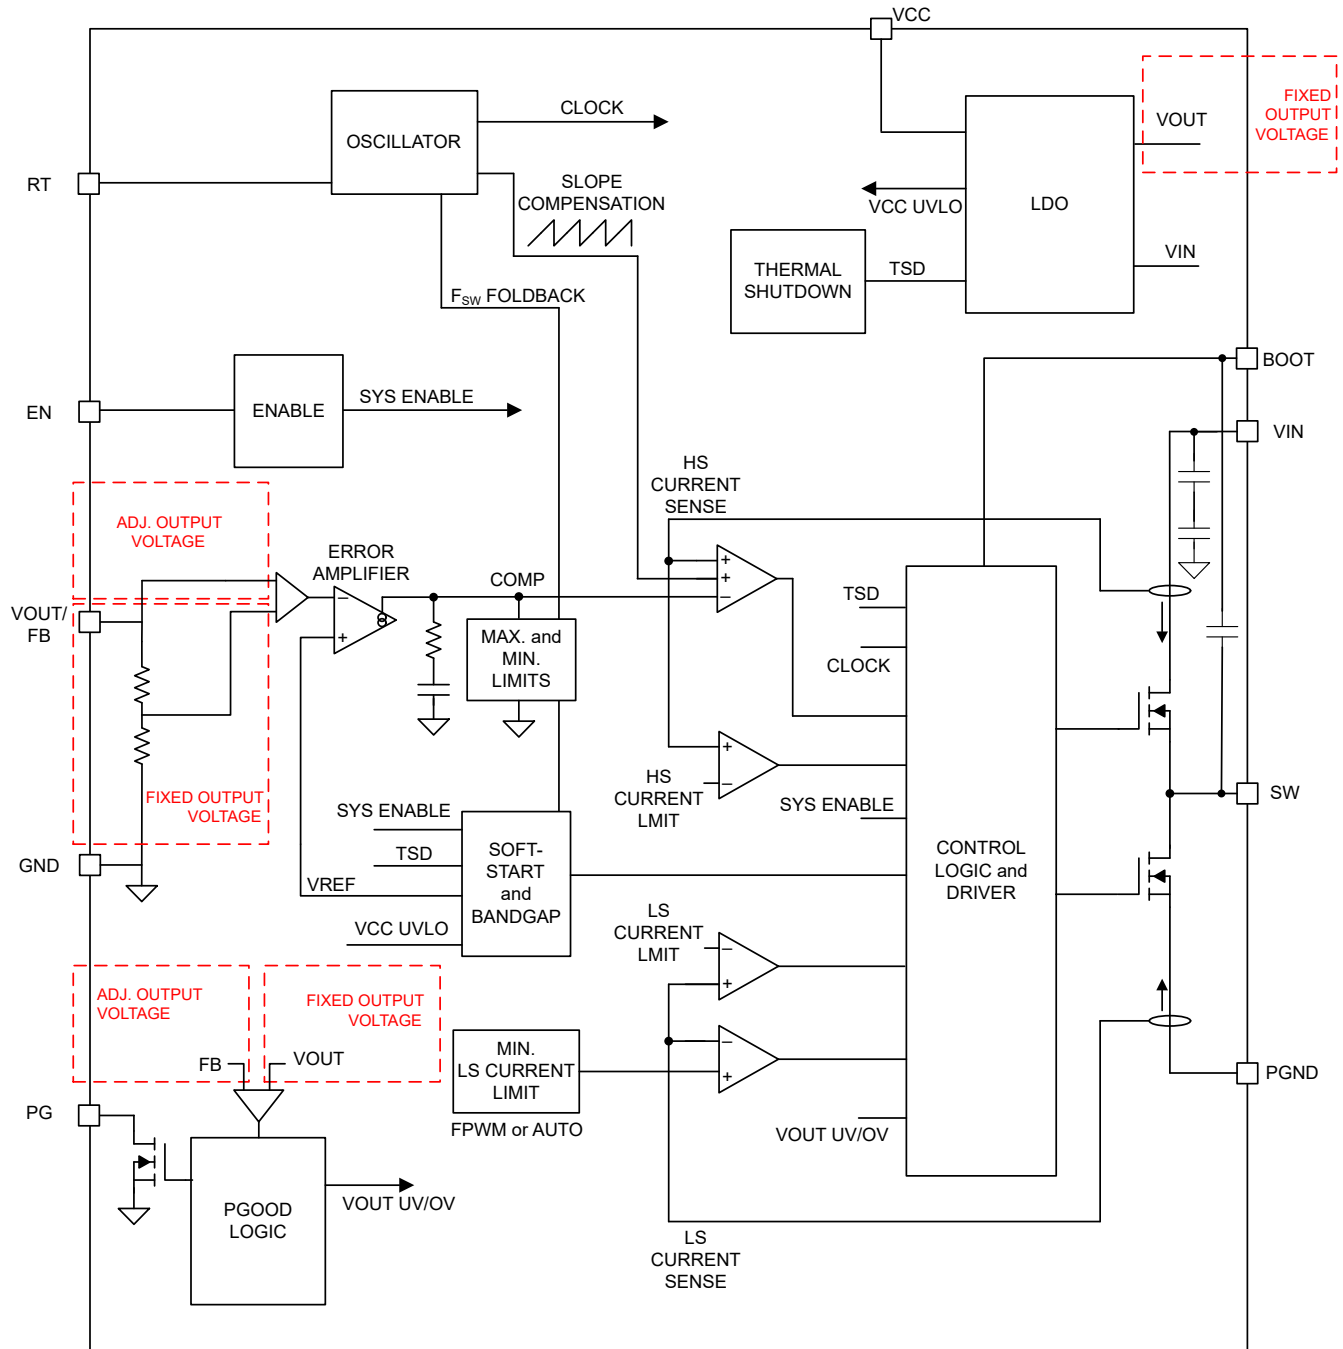 VCC
FIXED
OUTPUT
VOLTAGE
VOUT
CLOCK
OSCILLATOR
RT
SLOPE
COMPENSATION
VCC UVLO
LDO
VIN
THERMAL
SHUTDOWN
TSD
FSW FOLDBACK
BOOT
EN
ENABLE
SYS ENABLE
VIN
HS
CURRENT
SENSE
ADJ. OUTPUT
VOLTAGE
ERROR
AMPLIFIER
COMP
+
+
−
−
+
VOUT/
FB
MAX. and
MIN.
LIMITS
TSD
CLOCK
+
−
HS
CURRENT
LMIT
FIXED OUTPUT
VOLTAGE
SW
SYS ENABLE
SYS ENABLE
TSD
VREF
VCC UVLO
SOFT-
START
and
BANDGAP
CONTROL
LOGIC and
DRIVER
GND
LS
CURRENT
LMIT
−
+
ADJ. OUTPUT
VOLTAGE
FIXED OUTPUT
VOLTAGE
FB
VOUT
MIN.
LS CURRENT
LIMIT
−
+
PGND
PG
FPWM or AUTO
VOUT UV/OV
PGOOD
LOGIC
VOUT UV/OV
LS
CURRENT
SENSE